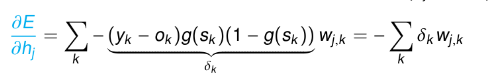 ∂E/∂h_j = ∑_k −(y_k − o_k)g(s_k)(1 − g(s_k)) w_{j,k} = −∑_k δ_k w_{j,k}
δ_k